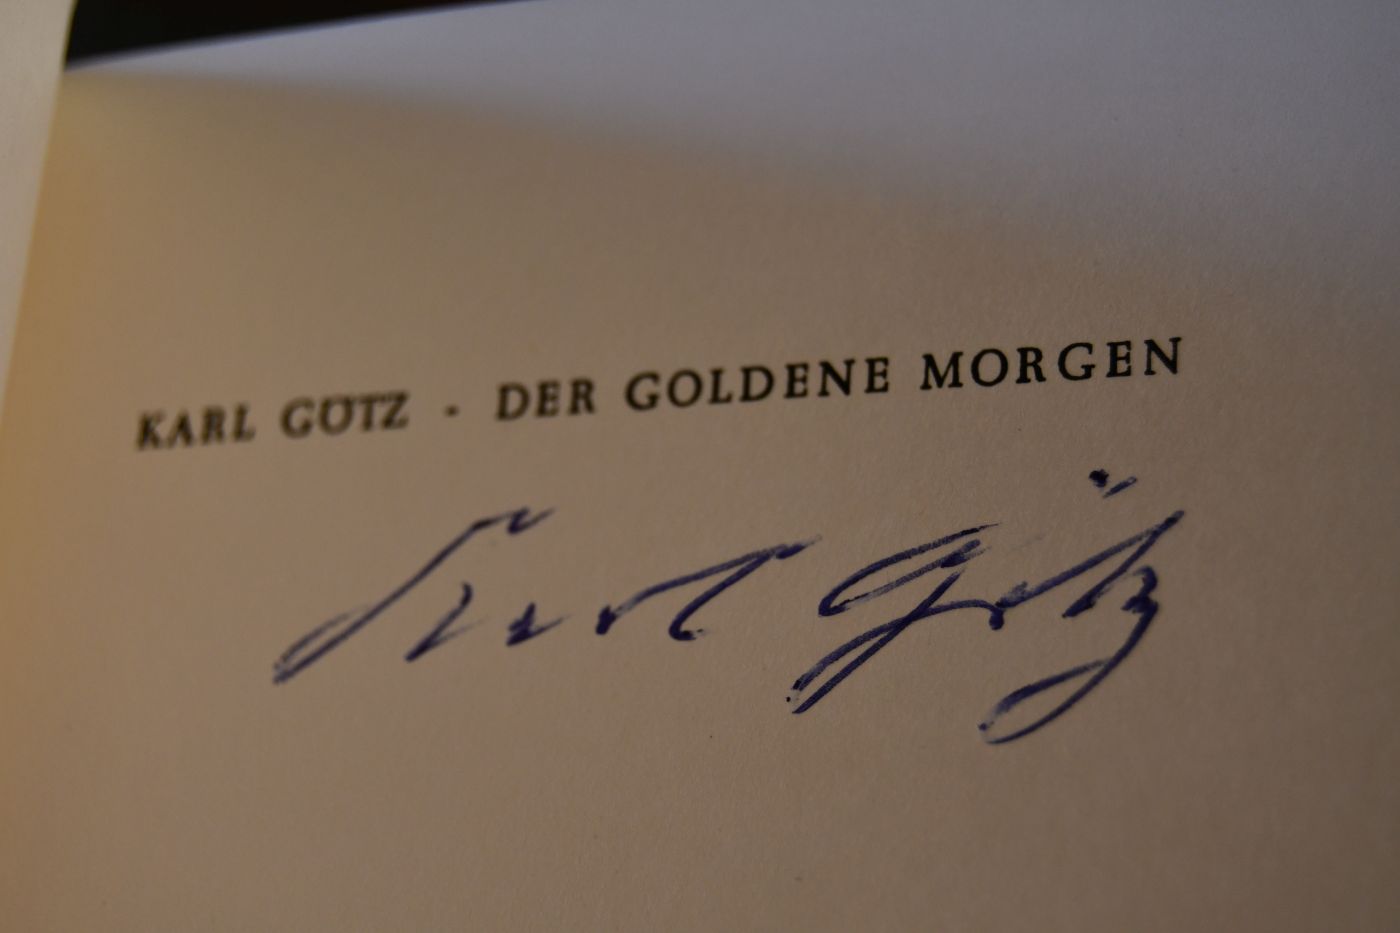 KARL GÖTZ · DER GOLDENE MORGEN
Karl Götz